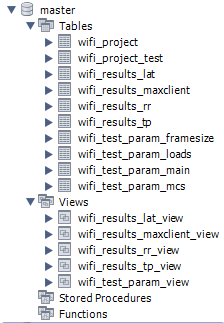 master
Tables
wifi_project
wifi_project_test
wifi_results_lat
wifi_results_maxclient
wifi_results_rr
wifi_results_tp
wifi_test_param_framesize
wifi_test_param_loads
wifi_test_param_main
wifi_test_param_mcs
Views
wifi_results_lat_view
wifi_results_maxclient_view
wifi_results_rr_view
wifi_results_tp_view
wifi_test_param_view
Stored Procedures
Functions